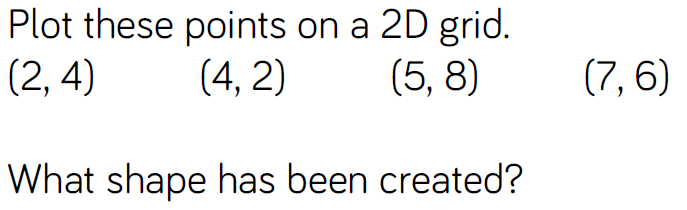 Plot these points on a 2D grid.
(2, 4) (4, 2) (5, 8) (7, 6)
What shape has been created?